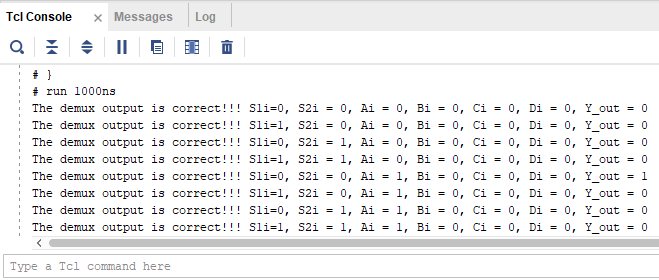 Tcl Console × Messages Log
# }
# run 1000ns
The demux output is correct!!! S1i=0, S2i = 0, Ai = 0, Bi = 0, Ci = 0, Di = 0, Y_out = 0
The demux output is correct!!! S1i=1, S2i = 0, Ai = 0, Bi = 0, Ci = 0, Di = 0, Y_out = 0
The demux output is correct!!! S1i=0, S2i = 1, Ai = 0, Bi = 0, Ci = 0, Di = 0, Y_out = 0
The demux output is correct!!! S1i=1, S2i = 1, Ai = 0, Bi = 0, Ci = 0, Di = 0, Y_out = 0
The demux output is correct!!! S1i=0, S2i = 0, Ai = 1, Bi = 0, Ci = 0, Di = 0, Y_out = 1
The demux output is correct!!! S1i=1, S2i = 0, Ai = 1, Bi = 0, Ci = 0, Di = 0, Y_out = 0
The demux output is correct!!! S1i=0, S2i = 1, Ai = 1, Bi = 0, Ci = 0, Di = 0, Y_out = 0
The demux output is correct!!! S1i=1, S2i = 1, Ai = 1, Bi = 0, Ci = 0, Di = 0, Y_out = 0
Type a Tcl command here